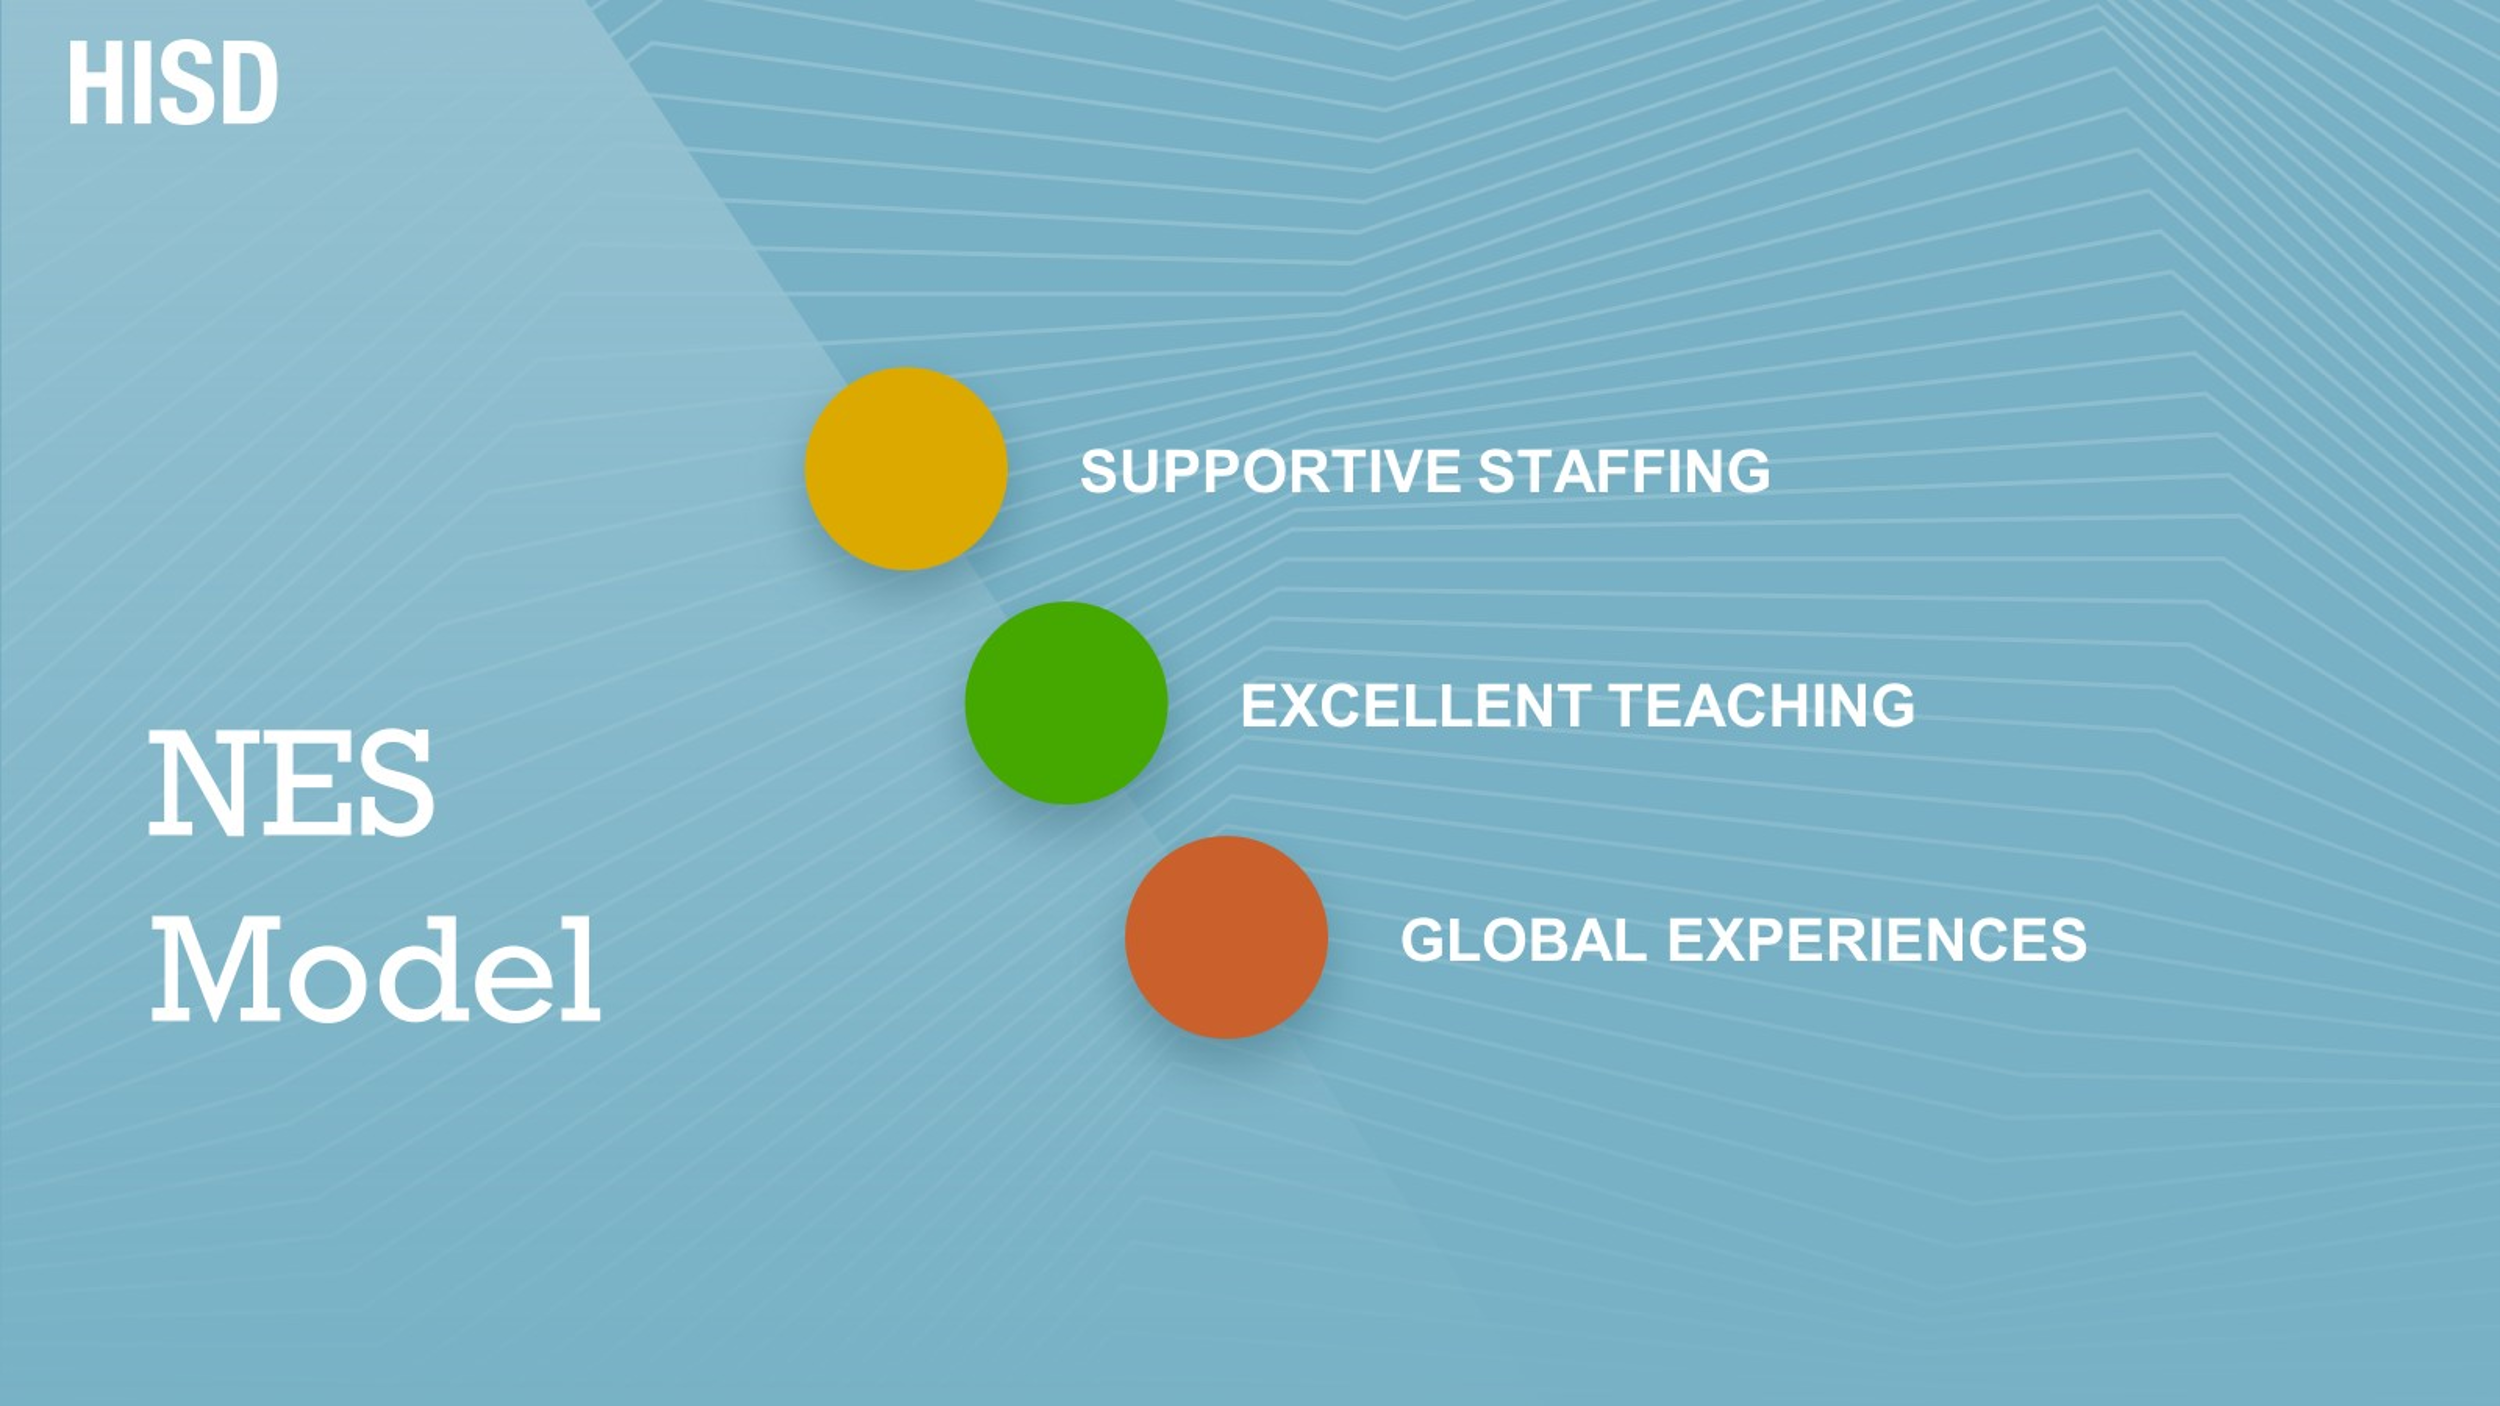 HISD
NES
Model
SUPPORTIVE STAFFING
EXCELLENT TEACHING
GLOBAL EXPERIENCES